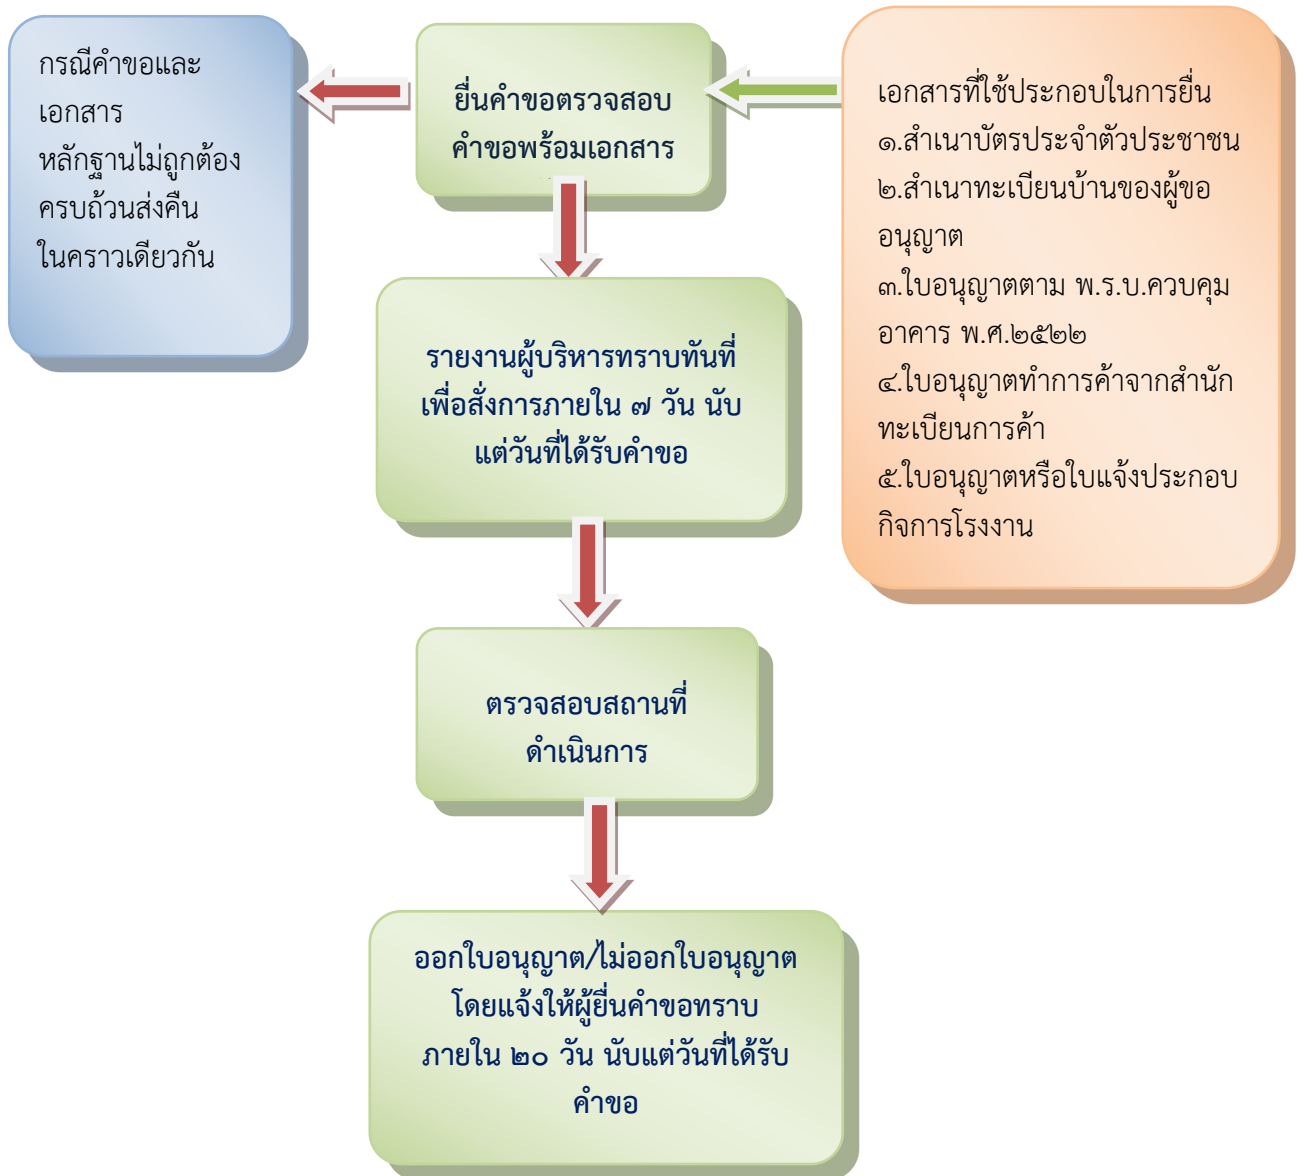 กรณีคำขอและ
เอกสาร
หลักฐานไม่ถูกต้อง
ครบถ้วนส่งคืน
ในคราวเดียวกัน
ยื่นคำขอตรวจสอบ
คำขอพร้อมเอกสาร
เอกสารที่ใช้ประกอบในการยื่น
๑.สำเนาบัตรประจำตัวประชาชน
๒.สำเนาทะเบียนบ้านของผู้ขอ
อนุญาต
๓.ใบอนุญาตตาม พ.ร.บ.ควบคุม
อาคาร พ.ศ.๒๕๒๒
๔.ใบอนุญาตทำการค้าจากสำนัก
ทะเบียนการค้า
๕.ใบอนุญาตหรือใบแจ้งประกอบ
กิจการโรงงาน
รายงานผู้บริหารทราบทันที่
เพื่อสั่งการภายใน ๗ วัน นับ
แต่วันที่ได้รับคำขอ
ตรวจสอบสถานที่
ดำเนินการ
ออกใบอนุญาต/ไม่ออกใบอนุญาต
โดยแจ้งให้ผู้ยื่นคำขอทราบ
ภายใน ๒๐ วัน นับแต่วันที่ได้รับ
คำขอ